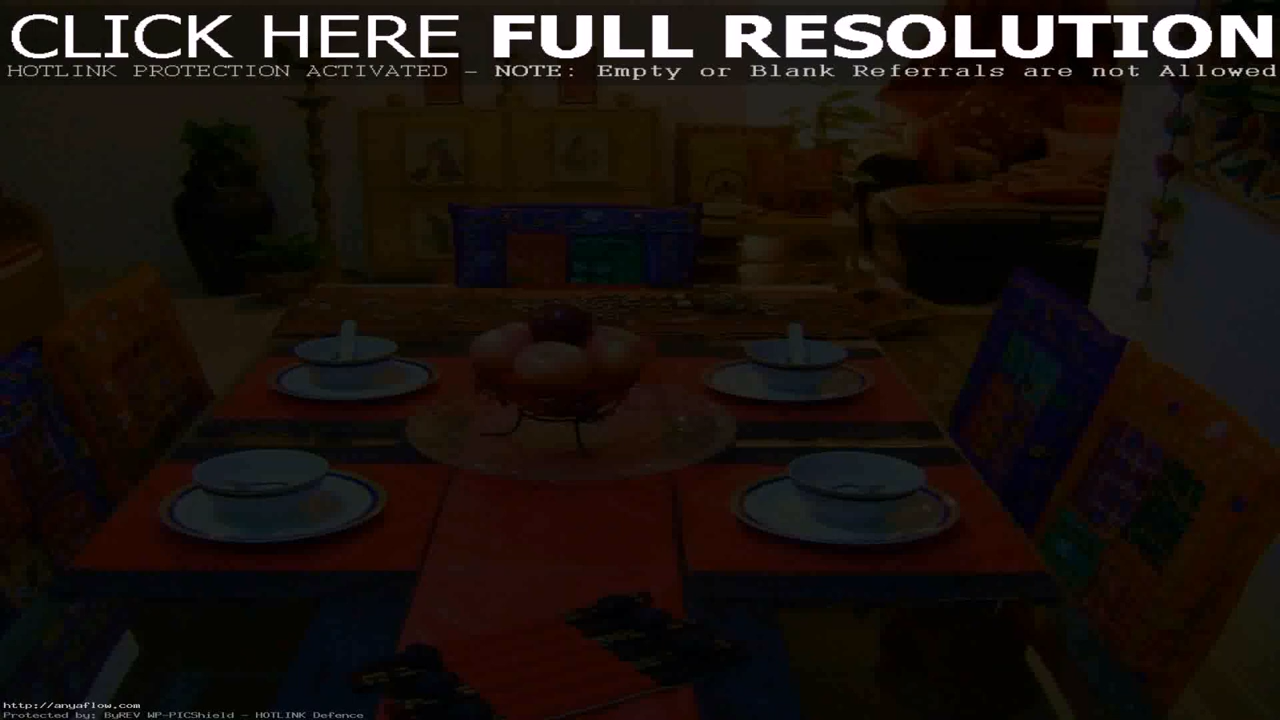 CLICK HERE FULL RESOLUTION
HOTLINK PROTECTION ACTIVATED – NOTE: Empty or Blank Referrals are not Allowed
http://anyaflow.com
Protected by: ByREV WP-PICShield – HOTLINK Defence